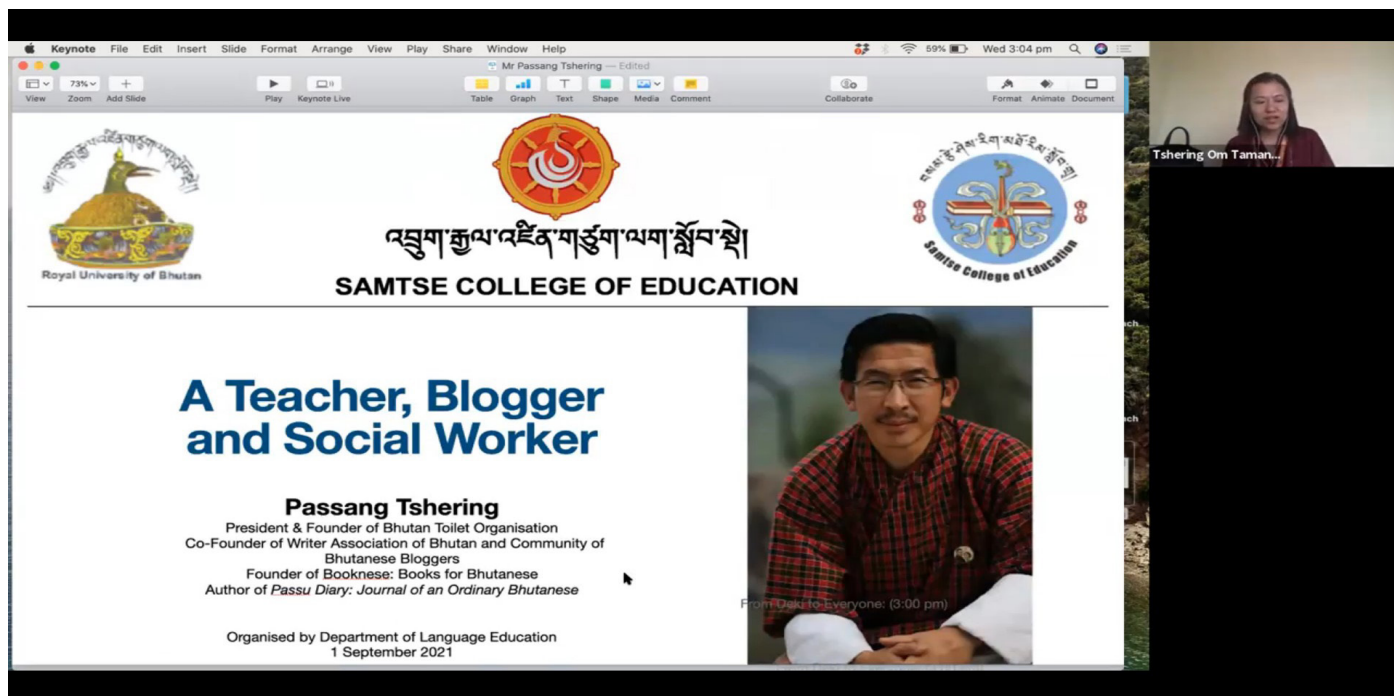 Keynote File Edit Insert Slide Format Arrange View Play Share Window Help 59% Wed 3:04 pm
Mr Passang Tshering — Edited
73%
View Zoom Add Slide Play Keynote Live Table Graph Text Shape Media Comment Collaborate Format Animate Document
Tshering Om Taman...
Royal University of Bhutan
འབྲུག་རྒྱལ་འཛིན་གཙུག་ལག་སློབ་སྡེ།
SAMTSE COLLEGE OF EDUCATION
Samtse College of Education
A Teacher, Blogger
and Social Worker
Passang Tshering
President & Founder of Bhutan Toilet Organisation
Co-Founder of Writer Association of Bhutan and Community of
Bhutanese Bloggers
Founder of Booknese: Books for Bhutanese
Author of Passu Diary: Journal of an Ordinary Bhutanese
From Deki to Everyone: (3:00 pm)
Organised by Department of Language Education
1 September 2021